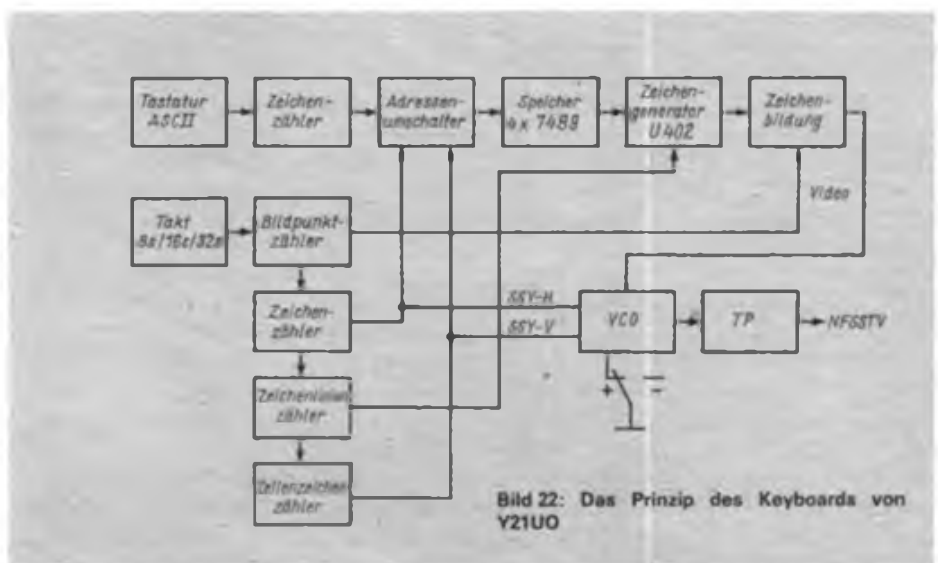 Tastatur
ASCII
Zeichen-
zähler
Adressen-
umschalter
Speicher
4x 7489
Zeichen-
generator
U 402
Zeichen-
bildung
Takt
8s/16s/32s
Bildpunkt-
zähler
Video
Zeichen-
zähler
SSY-H
SSY-V
VCO
TP
NFSSTV
+
−
Zeichenlinien
zähler
Zeilenzeichen
zähler
Bild 22: Das Prinzip des Keyboards von
Y21UO